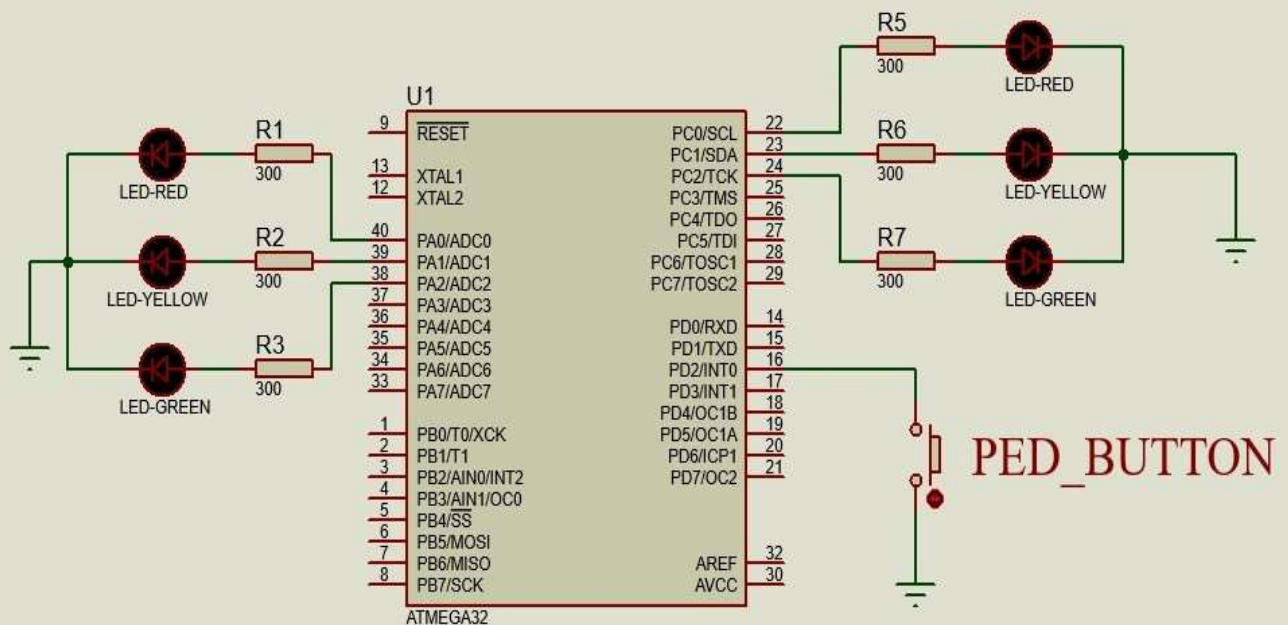 R5
300
LED-RED
U1
R1
300
LED-RED
9
RESET
PC0/SCL
22
R6
300
LED-YELLOW
13
XTAL1
PC1/SDA
23
12
XTAL2
PC2/TCK
24
PC3/TMS
25
PC4/TDO
26
R2
300
LED-YELLOW
40
PA0/ADC0
PC5/TDI
27
R7
300
LED-GREEN
39
PA1/ADC1
PC6/TOSC1
28
38
PA2/ADC2
PC7/TOSC2
29
37
PA3/ADC3
36
PA4/ADC4
PD0/RXD
14
R3
300
LED-GREEN
35
PA5/ADC5
PD1/TXD
15
34
PA6/ADC6
PD2/INT0
16
33
PA7/ADC7
PD3/INT1
17
PD4/OC1B
18
1
PB0/T0/XCK
PD5/OC1A
19
2
PB1/T1
PD6/ICP1
20
3
PB2/AIN0/INT2
PD7/OC2
21
PED_BUTTON
4
PB3/AIN1/OC0
5
PB4/SS
6
PB5/MOSI
7
PB6/MISO
AREF
32
8
PB7/SCK
AVCC
30
ATMEGA32